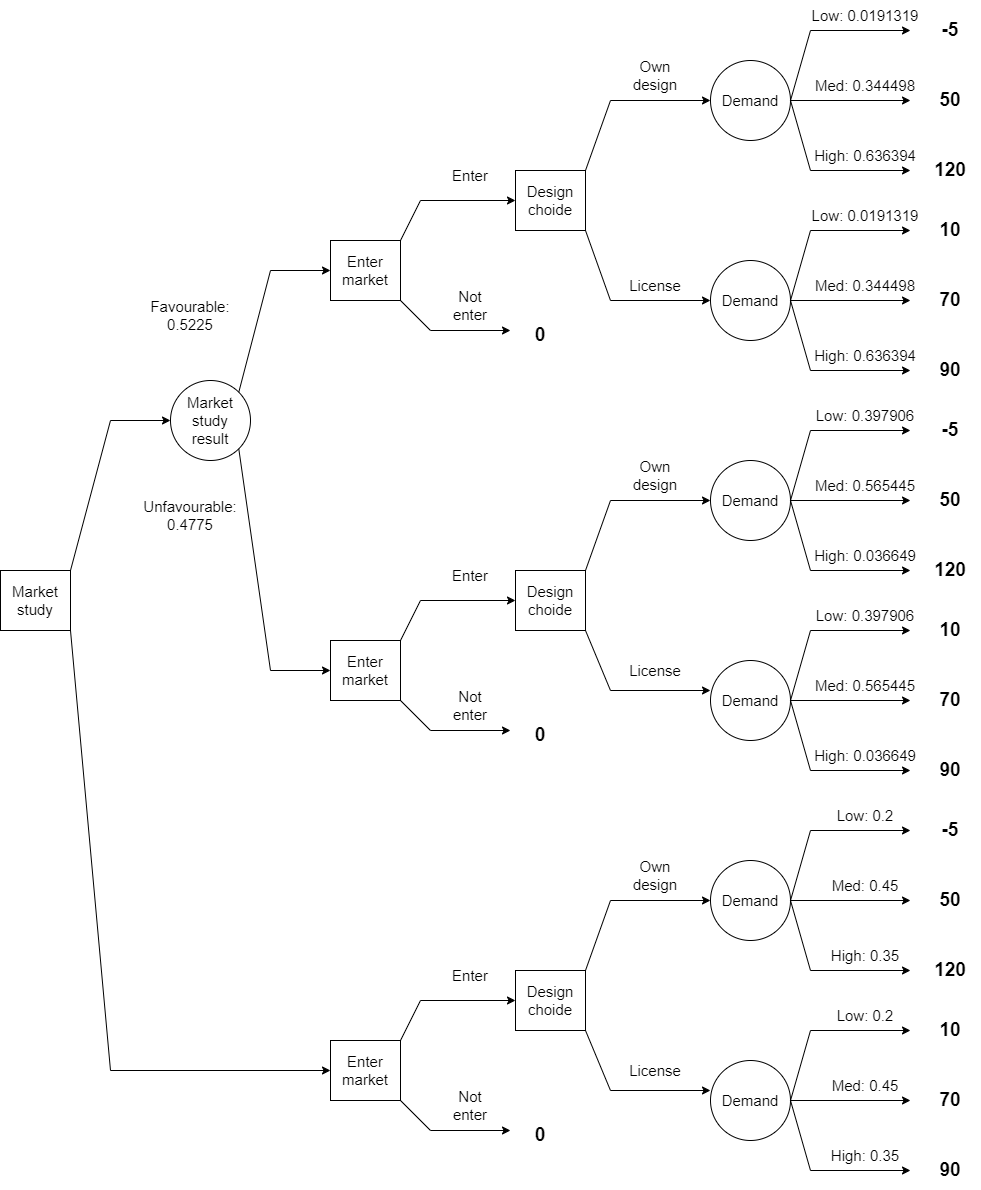 Low: 0.0191319
-5
Own
design
Demand
Med: 0.344498
50
High: 0.636394
120
Enter
Design
choide
Low: 0.0191319
10
Enter
market
License
Demand
Med: 0.344498
70
Not
enter
0
High: 0.636394
90
Favourable:
0.5225
Market
study
result
Low: 0.397906
-5
Own
design
Demand
Med: 0.565445
50
Unfavourable:
0.4775
High: 0.036649
120
Enter
Design
choide
Market
study
Low: 0.397906
10
Enter
market
License
Demand
Med: 0.565445
70
Not
enter
0
High: 0.036649
90
Low: 0.2
-5
Own
design
Demand
Med: 0.45
50
High: 0.35
120
Enter
Design
choide
Low: 0.2
10
Enter
market
License
Demand
Med: 0.45
70
Not
enter
0
High: 0.35
90